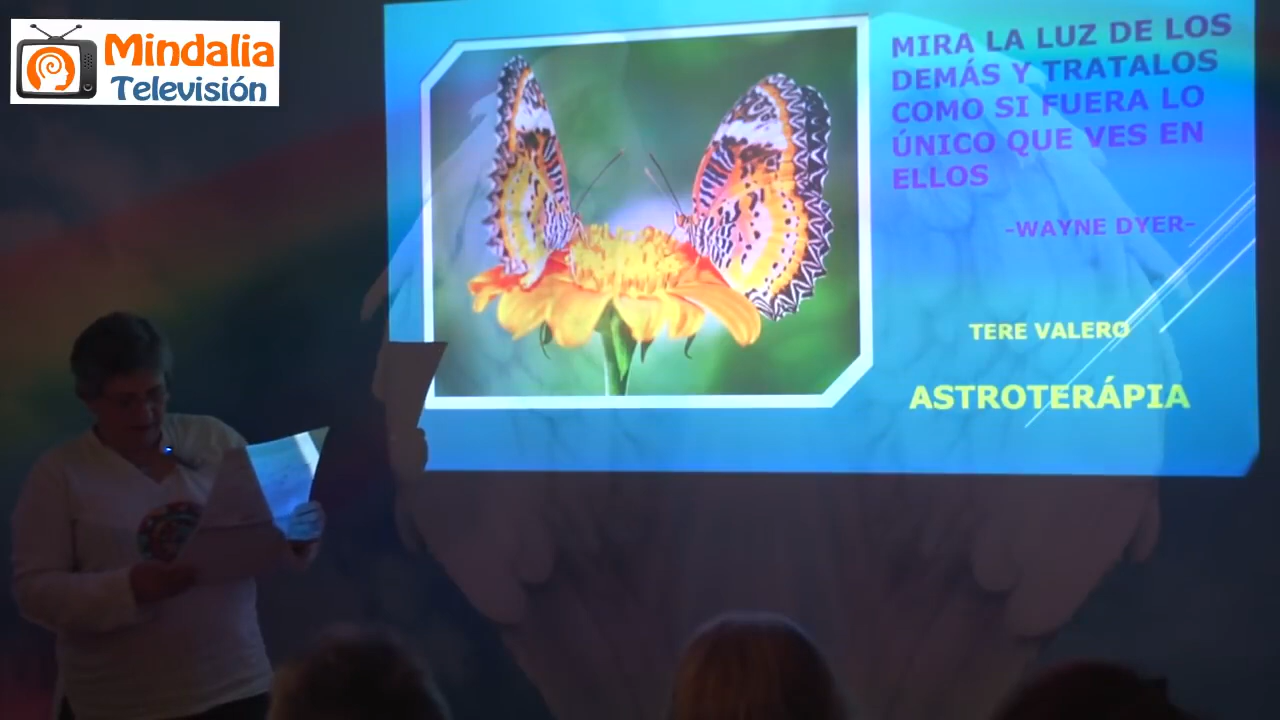 Mindalia
Televisión
MIRA LA LUZ DE LOS
DEMÁS Y TRATALOS
COMO SI FUERA LO
ÚNICO QUE VES EN
ELLOS
-WAYNE DYER-
TERE VALERO
ASTROTERÁPIA